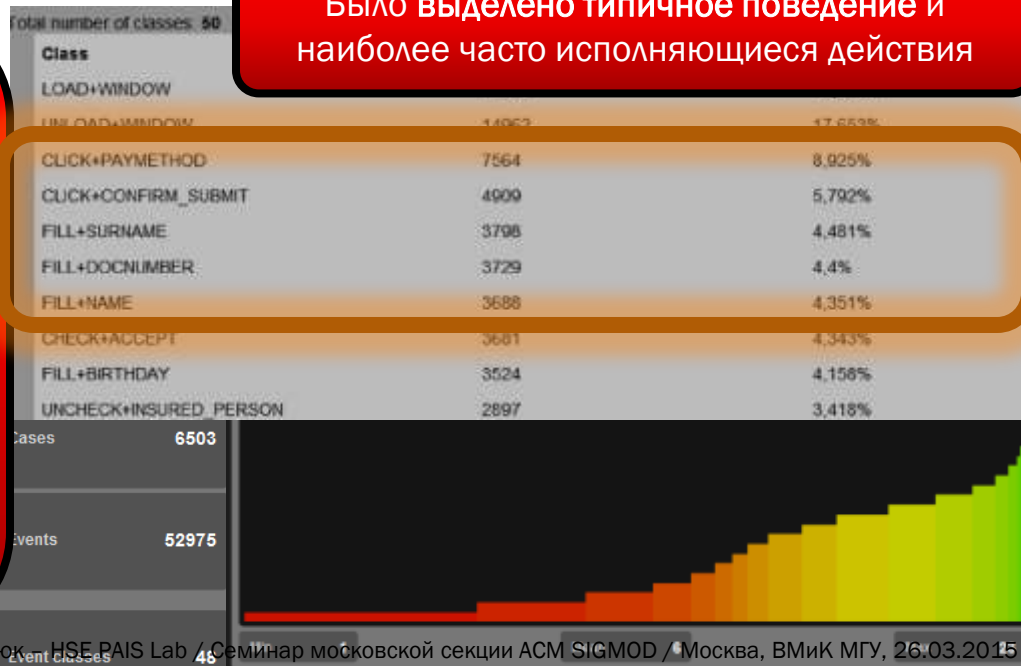 Было выделено типичное поведение и
наиболее часто исполняющиеся действия
Total number of classes: 50
Class
LOAD+WINDOW
UNLOAD+WINDOW 14962 17,653%
CLICK+PAYMETHOD 7564 8,925%
CLICK+CONFIRM_SUBMIT 4909 5,792%
FILL+SURNAME 3798 4,481%
FILL+DOCNUMBER 3729 4,4%
FILL+NAME 3688 4,351%
CHECK+ACCEPT 3681 4,343%
FILL+BIRTHDAY 3524 4,158%
UNCHECK+INSURED_PERSON 2897 3,418%
Cases 6503
Events 52975
Event classes 48
– HSE PAIS Lab / Семинар московской секции ACM SIGMOD / Москва, ВМиК МГУ, 26.03.2015